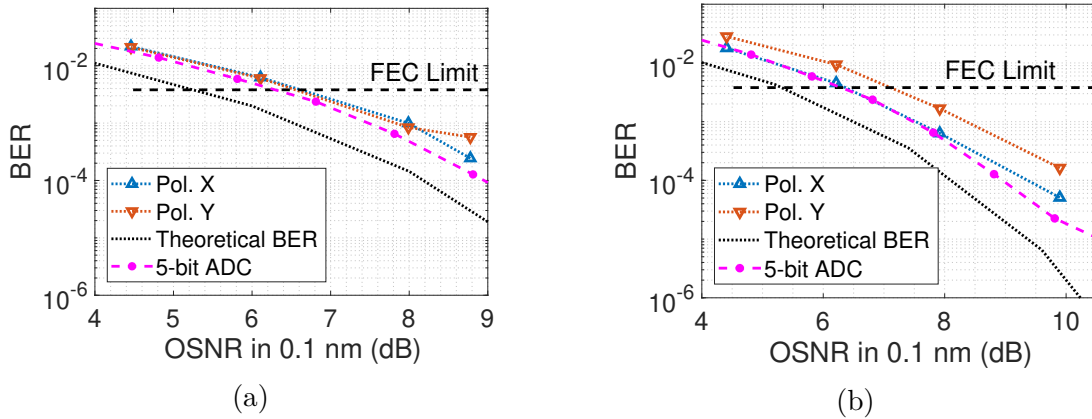 BER
10^-2
10^-4
10^-6
FEC Limit
Pol. X
Pol. Y
Theoretical BER
5-bit ADC
4 5 6 7 8 9
OSNR in 0.1 nm (dB)
(a)
BER
10^-2
10^-4
10^-6
FEC Limit
Pol. X
Pol. Y
Theoretical BER
5-bit ADC
4 6 8 10
OSNR in 0.1 nm (dB)
(b)